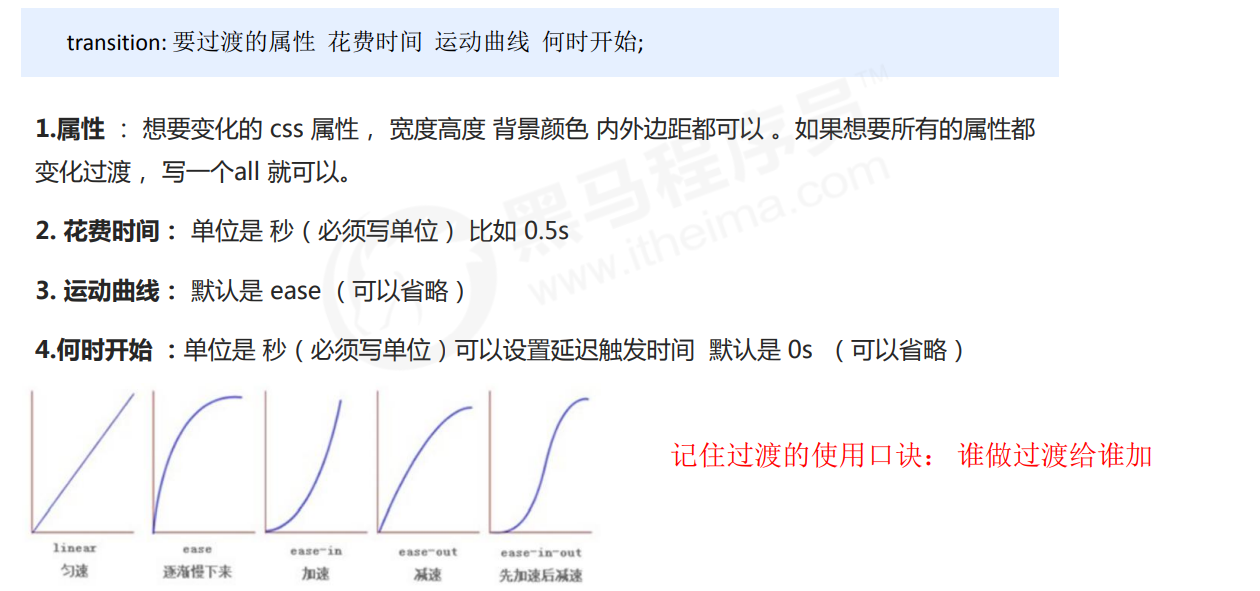 transition: 要过渡的属性 花费时间 运动曲线 何时开始;
1.属性 ： 想要变化的 css 属性， 宽度高度 背景颜色 内外边距都可以 。如果想要所有的属性都
变化过渡， 写一个all 就可以。
2. 花费时间： 单位是 秒（必须写单位） 比如 0.5s
3. 运动曲线： 默认是 ease （可以省略）
4.何时开始 ：单位是 秒（必须写单位）可以设置延迟触发时间 默认是 0s （可以省略）
黑马程序员™
www.itheima.com
记住过渡的使用口诀： 谁做过渡给谁加
linear ease ease-in ease-out ease-in-out
匀速 逐渐慢下来 加速 减速 先加速后减速